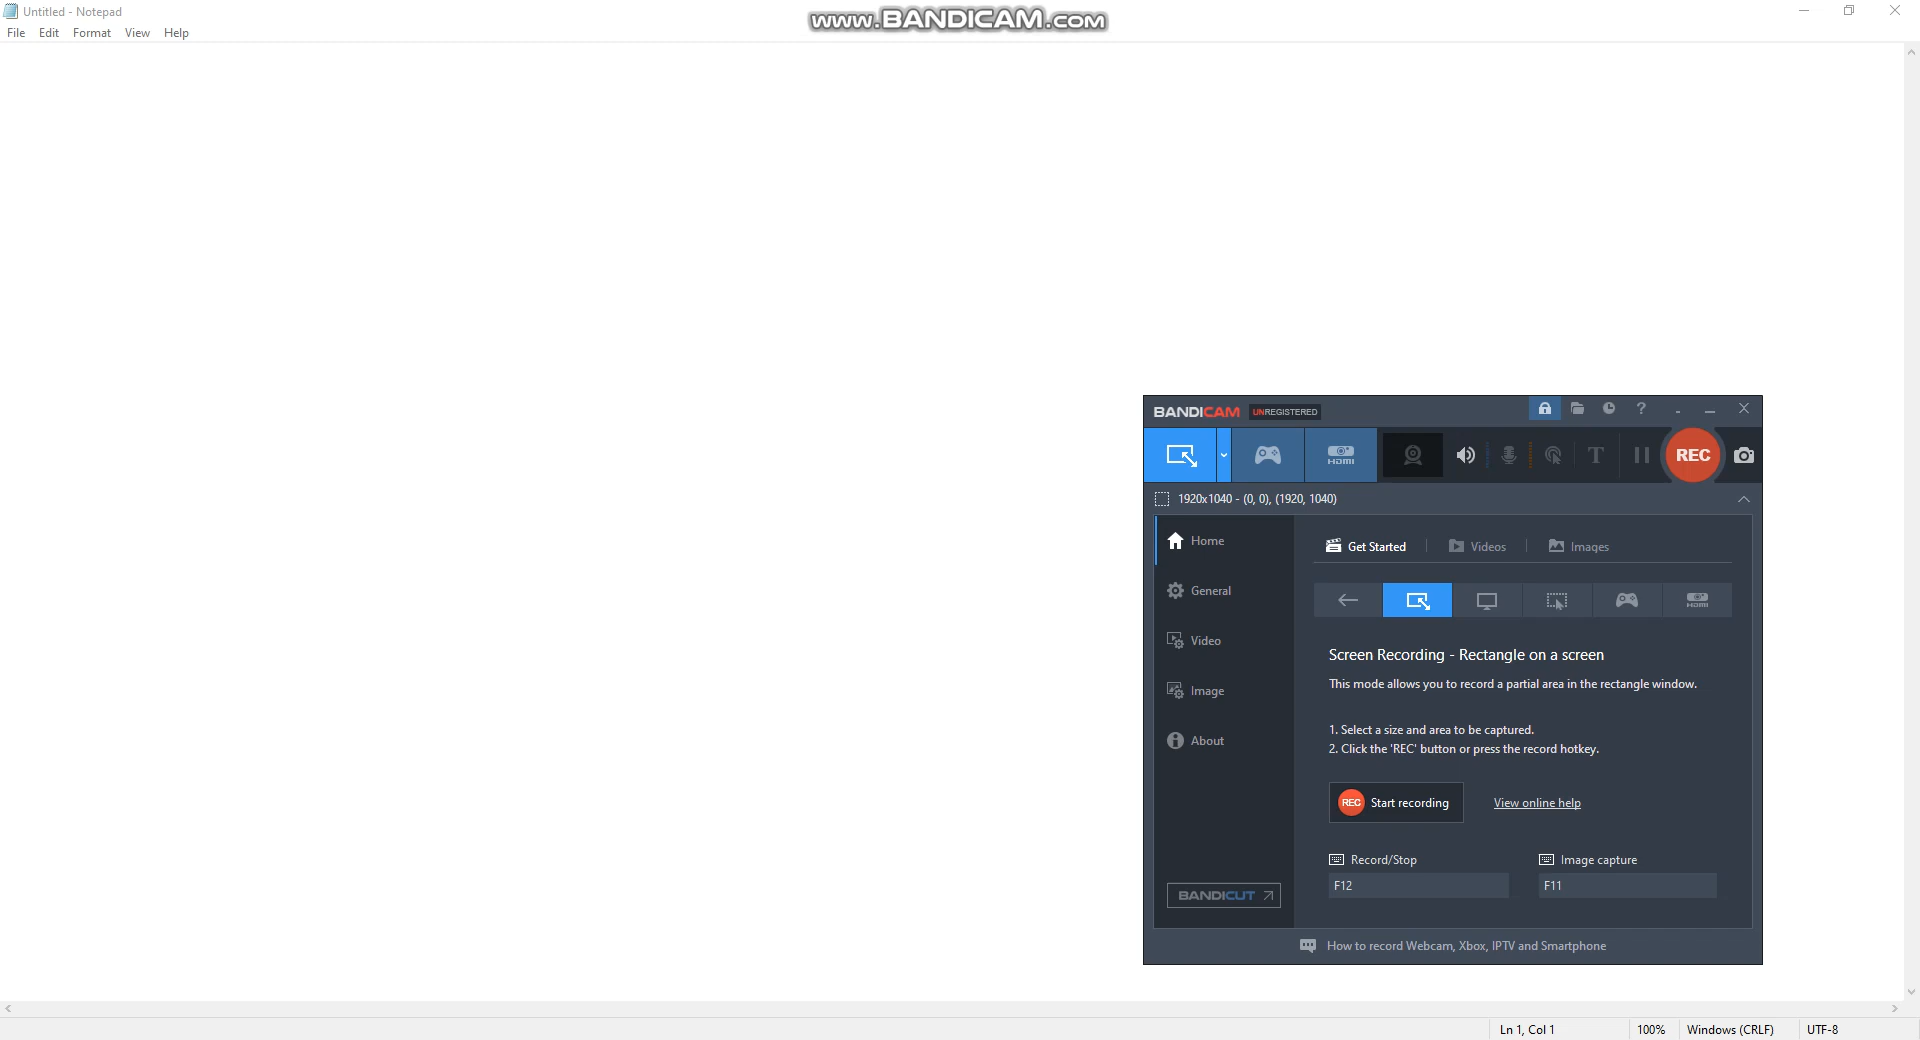 Untitled - Notepad
www.BANDICAM.com
File Edit Format View Help
BANDICAM UNREGISTERED
HDMI
T
REC
1920x1040 - (0, 0), (1920, 1040)
Home
General
Video
Image
About
BANDICUT
Get Started
Videos
Images
HDMI
Screen Recording - Rectangle on a screen
This mode allows you to record a partial area in the rectangle window.
1. Select a size and area to be captured.
2. Click the 'REC' button or press the record hotkey.
REC Start recording
View online help
Record/Stop
F12
Image capture
F11
How to record Webcam, Xbox, IPTV and Smartphone
Ln 1, Col 1
100%
Windows (CRLF)
UTF-8